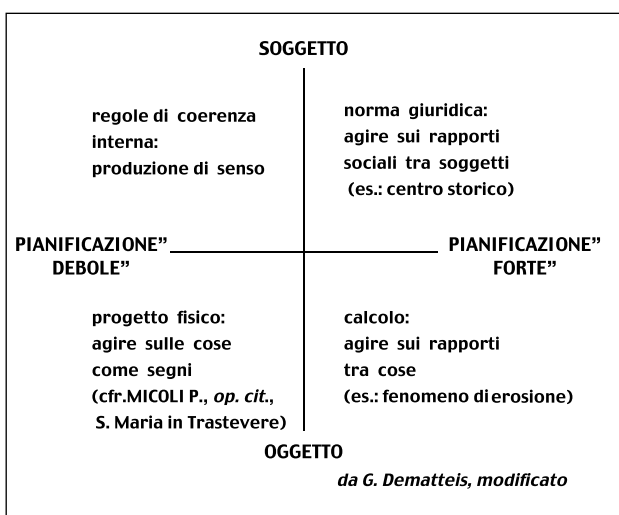 SOGGETTO
regole di coerenza
interna:
produzione di senso
norma giuridica:
agire sui rapporti
sociali tra soggetti
(es.: centro storico)
PIANIFICAZIONE”
DEBOLE”
PIANIFICAZIONE”
FORTE”
progetto fisico:
agire sulle cose
come segni
(cfr.MICOLI P., op. cit.,
S. Maria in Trastevere)
calcolo:
agire sui rapporti
tra cose
(es.: fenomeno di erosione)
OGGETTO
da G. Dematteis, modificato